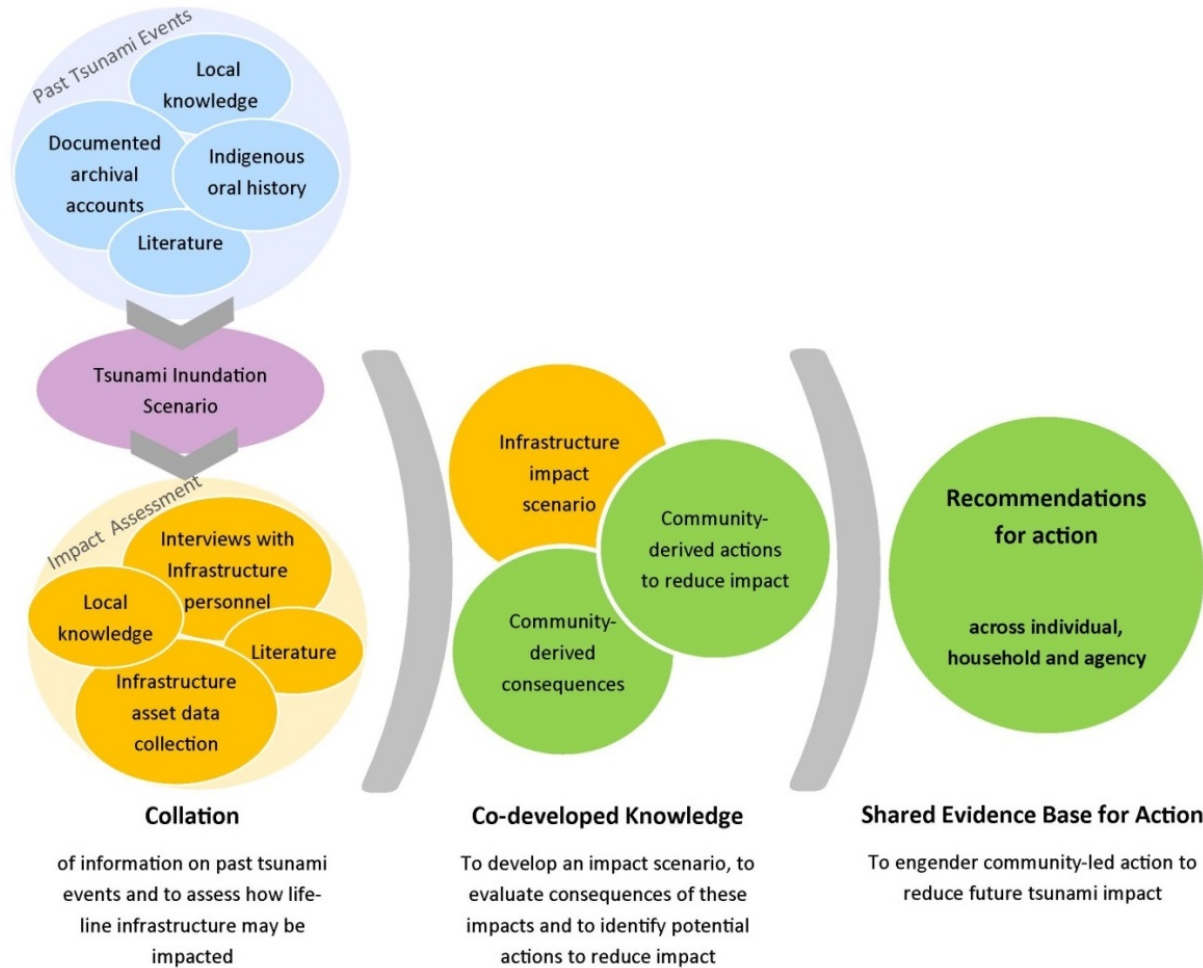 Past Tsunami Events
Local
knowledge
Documented
archival
accounts
Indigenous
oral history
Literature
Tsunami Inundation
Scenario
Impact Assessment
Interviews with
Infrastructure
personnel
Local
knowledge
Literature
Infrastructure
asset data
collection
Collation
of information on past tsunami
events and to assess how life-
line infrastructure may be
impacted
Infrastructure
impact
scenario
Community-
derived actions
to reduce impact
Community-
derived
consequences
Co-developed Knowledge
To develop an impact scenario, to
evaluate consequences of these
impacts and to identify potential
actions to reduce impact
Recommendations
for action
across individual,
household and agency
Shared Evidence Base for Action
To engender community-led action to
reduce future tsunami impact